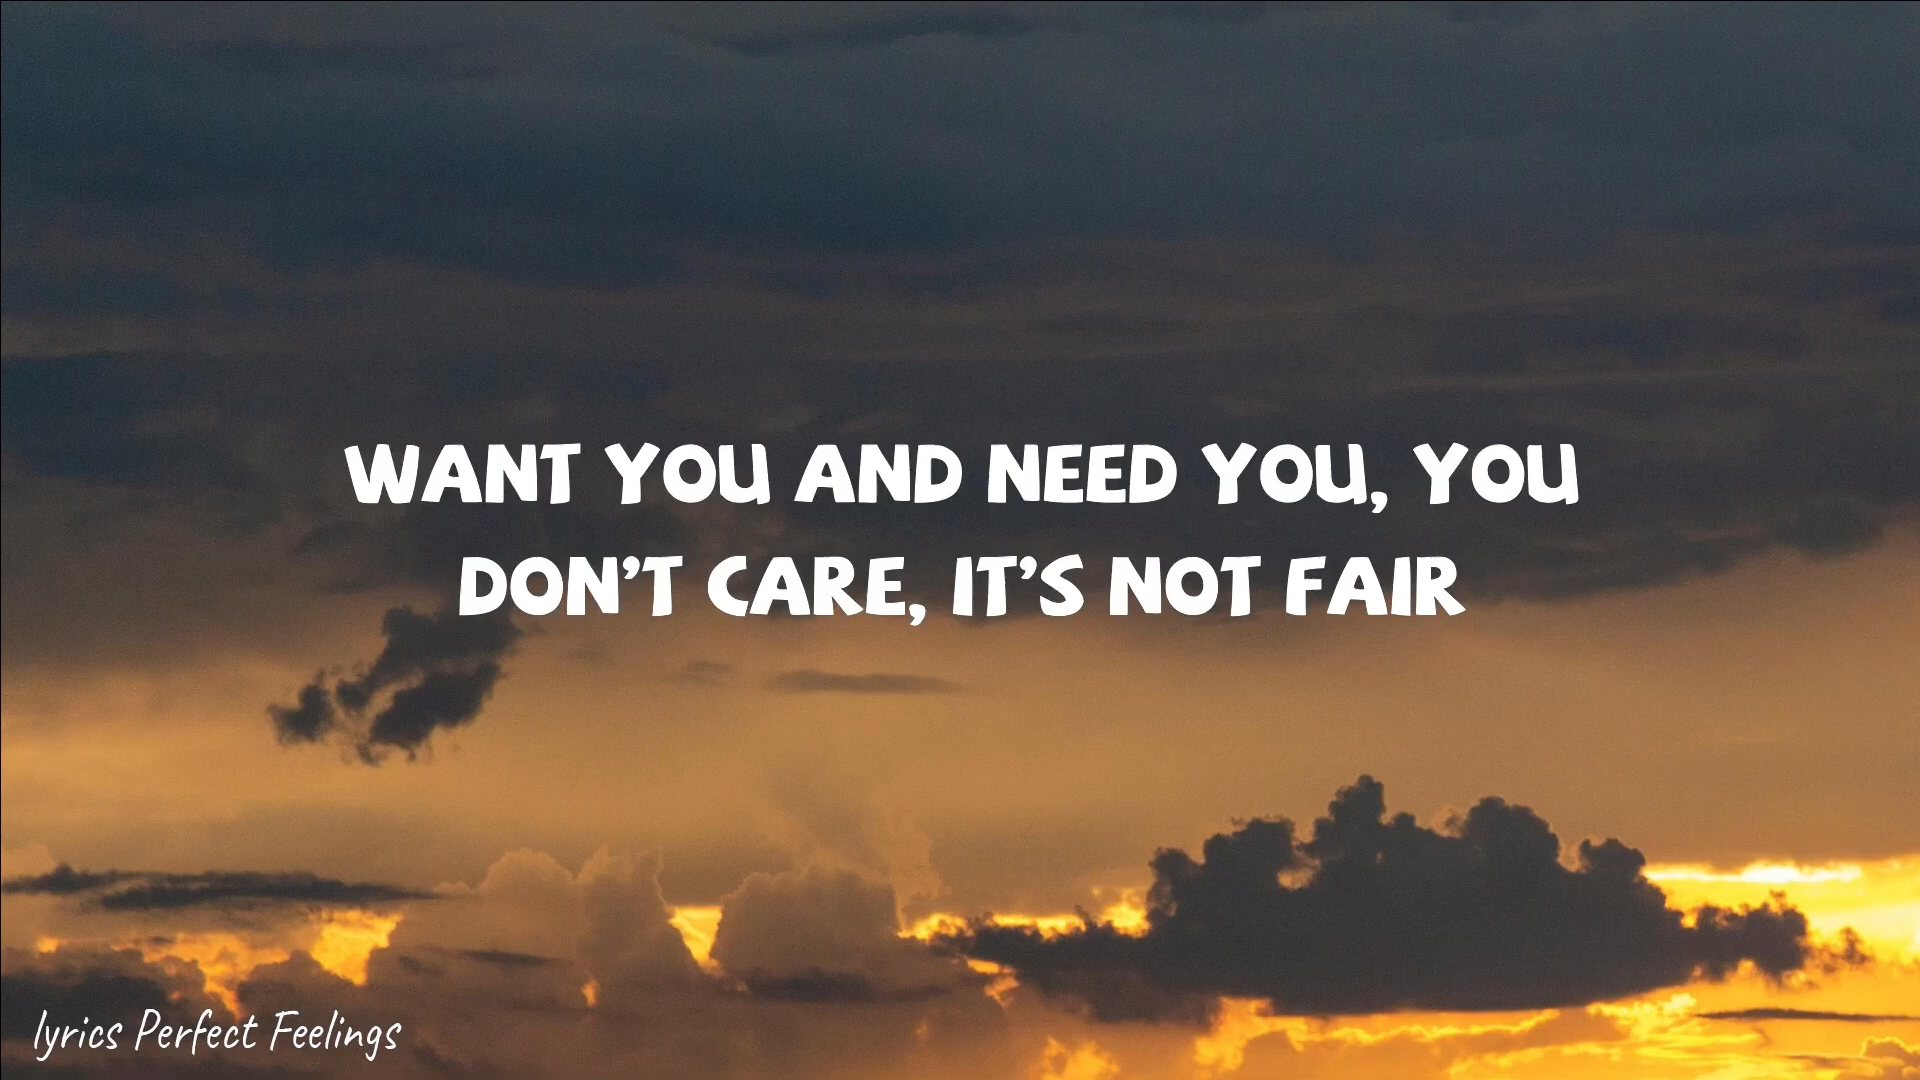 WANT YOU AND NEED YOU, YOU
DON'T CARE, IT'S NOT FAIR
lyrics Perfect Feelings